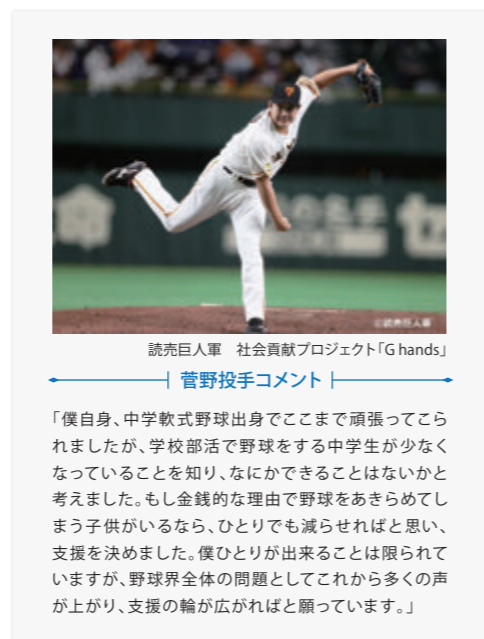 ©読売巨人軍
読売巨人軍　社会貢献プロジェクト「G hands」
菅野投手コメント
「僕自身、中学軟式野球出身でここまで頑張ってこら
れましたが、学校部活で野球をする中学生が少なく
なっていることを知り、なにかできることはないかと
考えました。もし金銭的な理由で野球をあきらめてし
まう子供がいるなら、ひとりでも減らせればと思い、
支援を決めました。僕ひとりが出来ることは限られて
いますが、野球界全体の問題としてこれから多くの声
が上がり、支援の輪が広がればと願っています。」